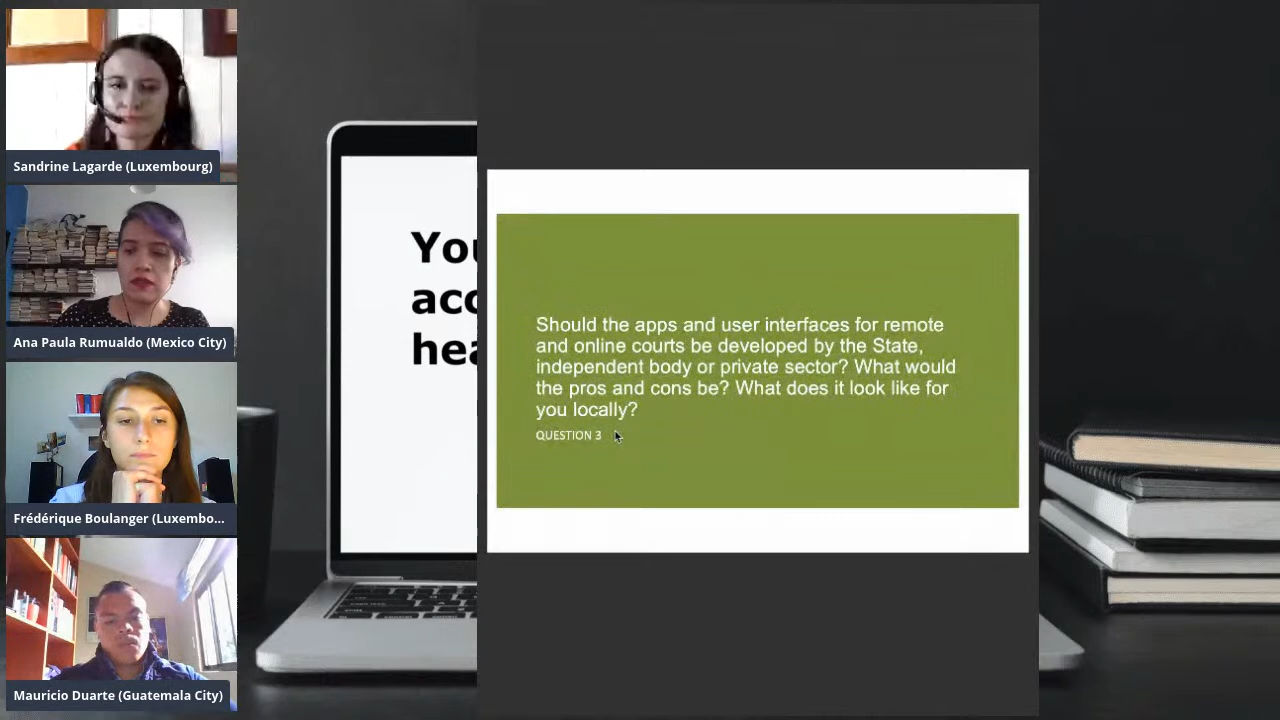 Sandrine Lagarde (Luxembourg)
Ana Paula Rumualdo (Mexico City)
Frédérique Boulanger (Luxembo...
Mauricio Duarte (Guatemala City)
You
acc
hea
Should the apps and user interfaces for remote
and online courts be developed by the State,
independent body or private sector? What would
the pros and cons be? What does it look like for
you locally?
QUESTION 3